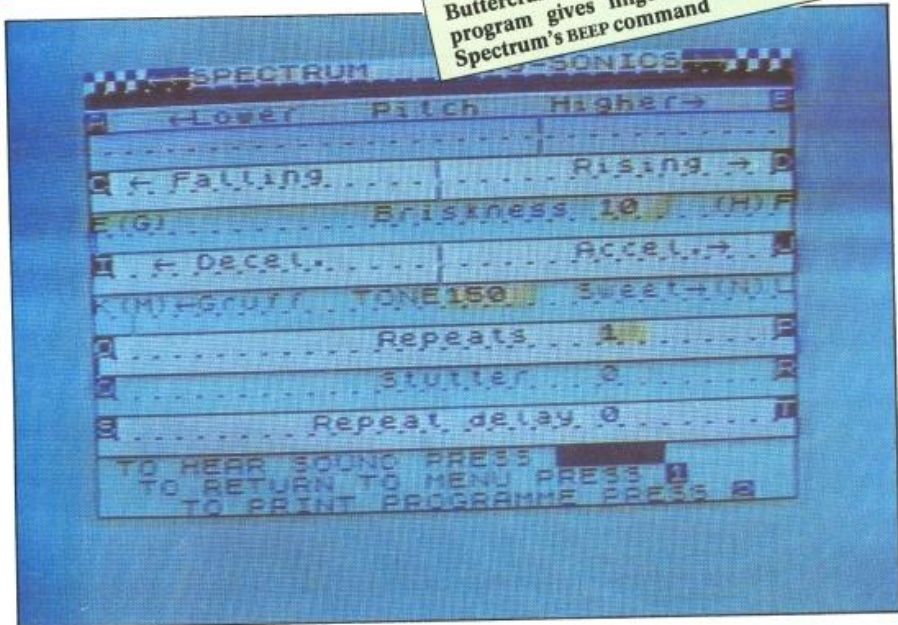 program gives
Spectrum's BEEP command
SPECTRUM -SONICS
A ←Lower Pitch Higher→ B
C ← Falling Rising → D
E(G) Briskness 10 (H)F
I ← Decel. Accel.→ J
K(M)←Gruff TONE150 Sweet→(N)L
Repeats 1 P
Stutter 0 R
S Repeat delay 0 T
TO HEAR SOUND PRESS
TO RETURN TO MENU PRESS 1
TO PRINT PROGRAMME PRESS